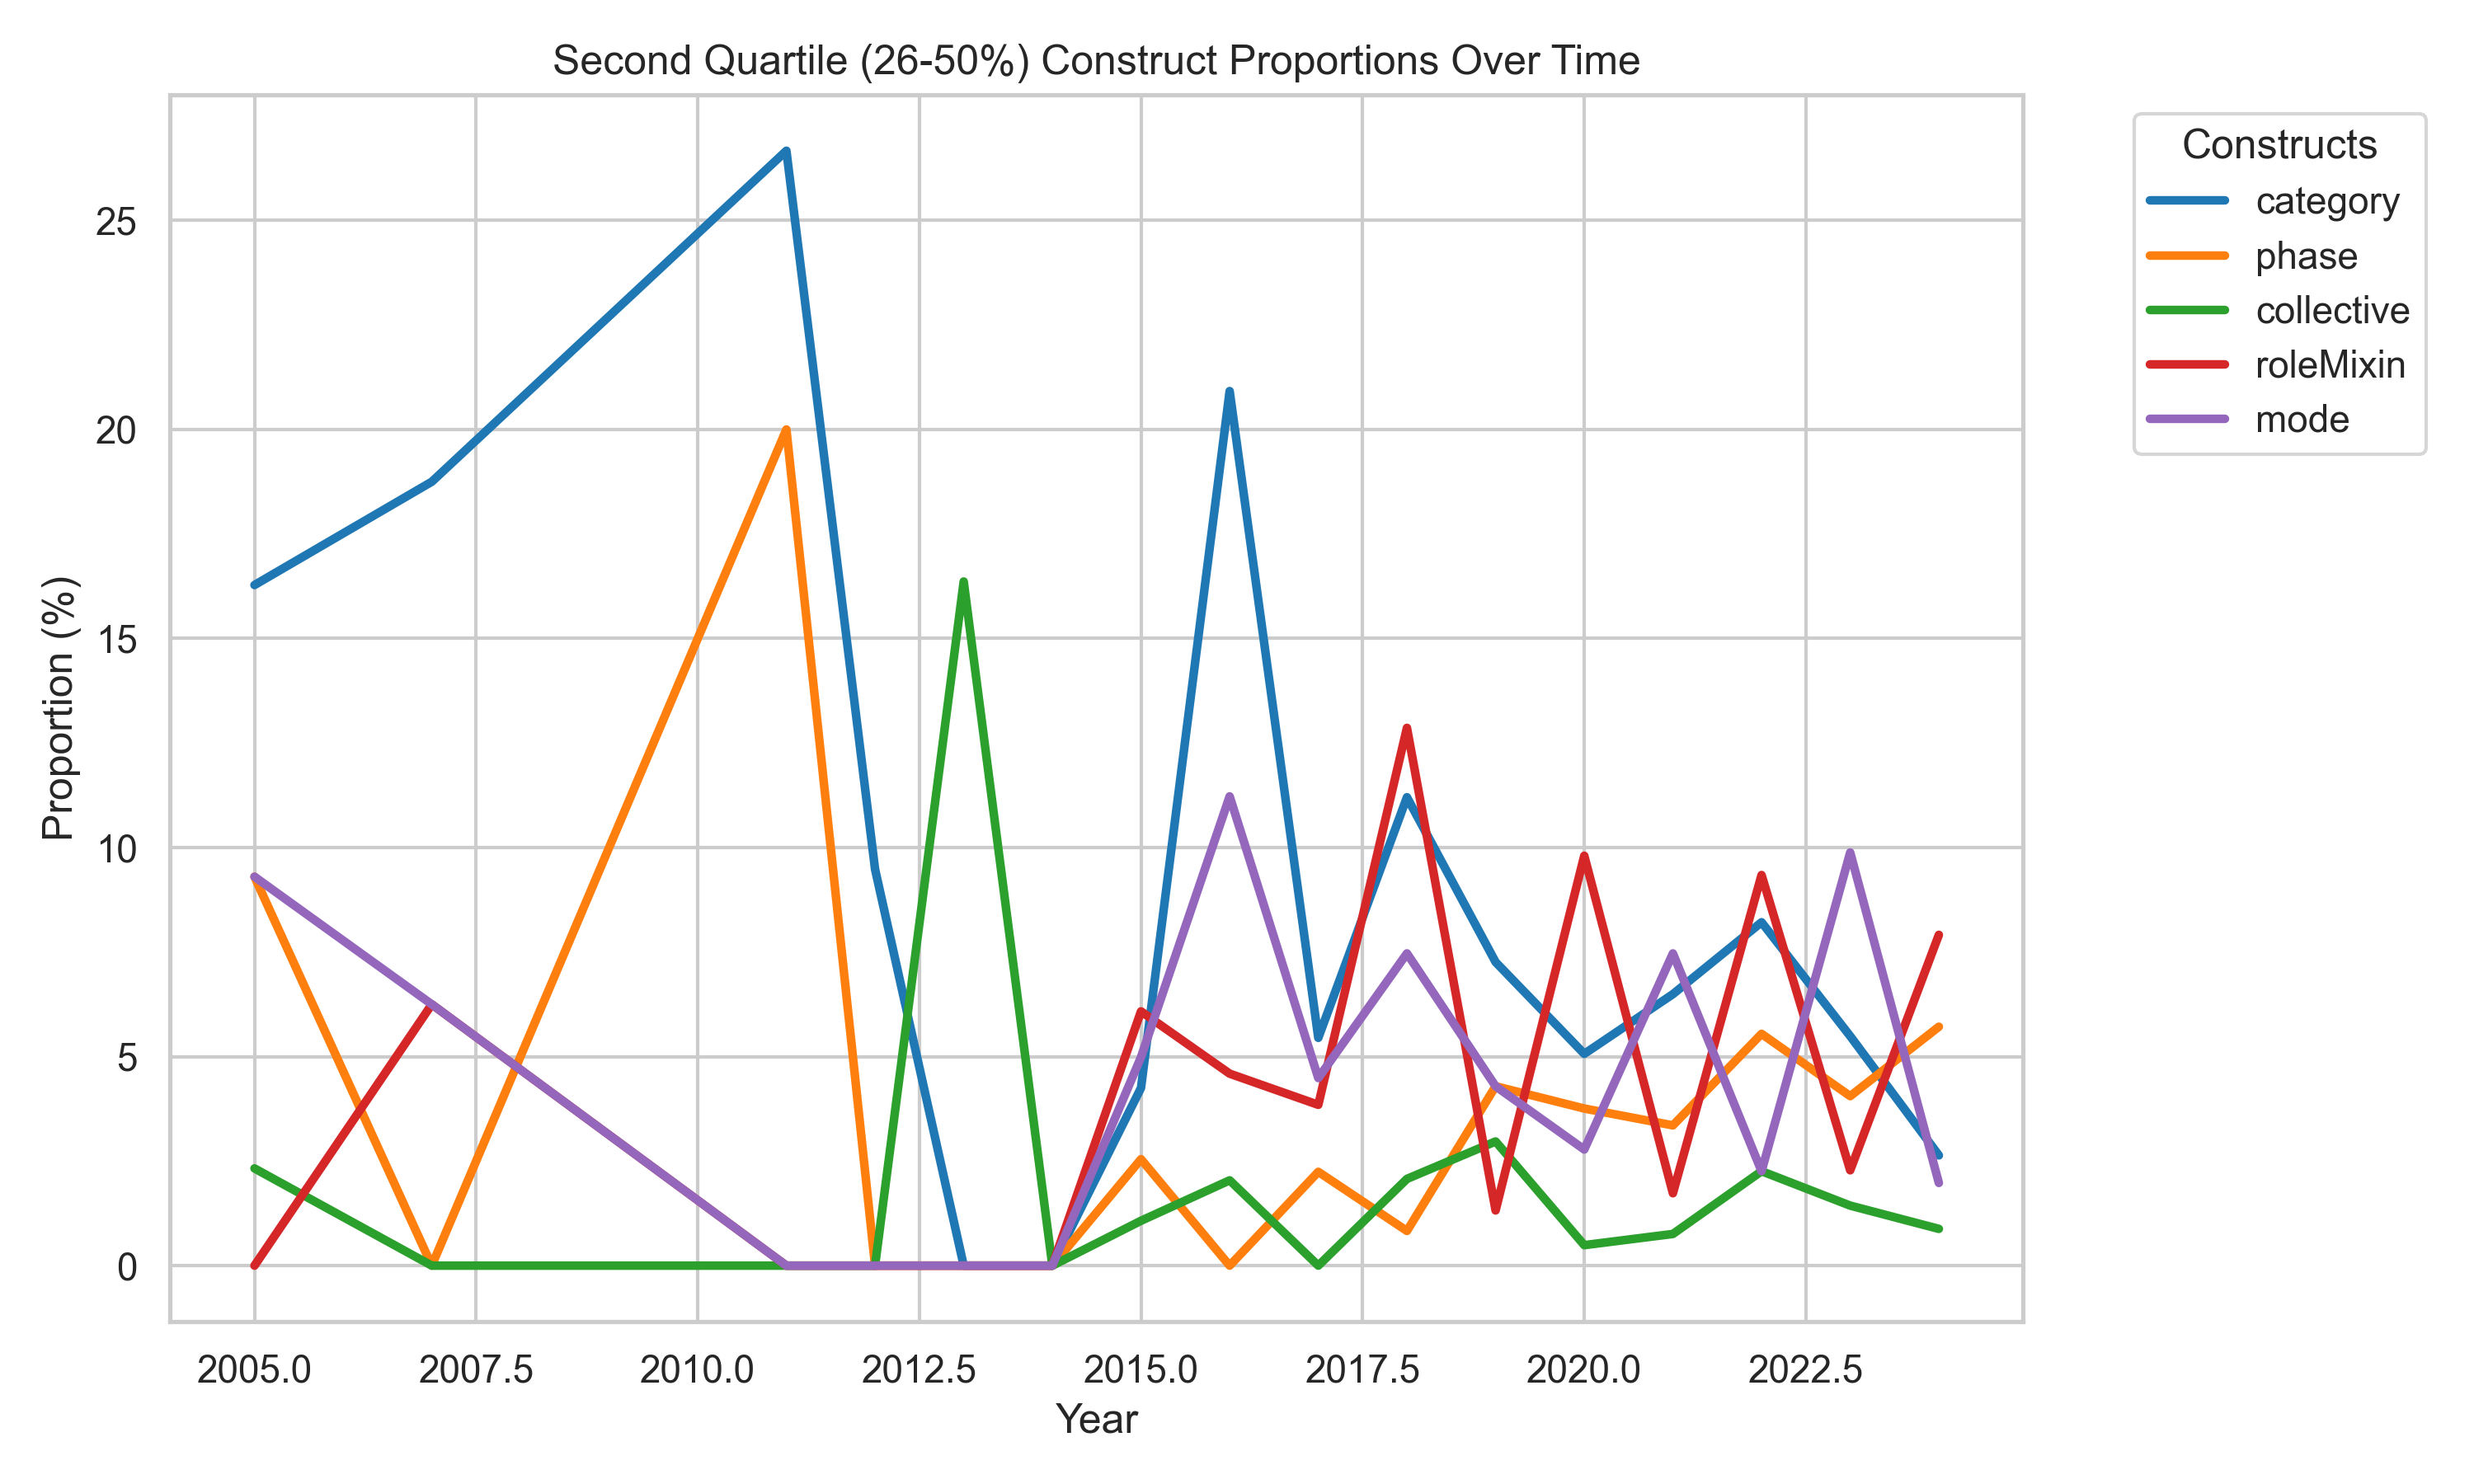 Second Quartile (26-50%) Construct Proportions Over Time
Constructs
category
phase
collective
roleMixin
mode
Proportion (%)
25
20
15
10
5
0
2005.0 2007.5 2010.0 2012.5 2015.0 2017.5 2020.0 2022.5
Year